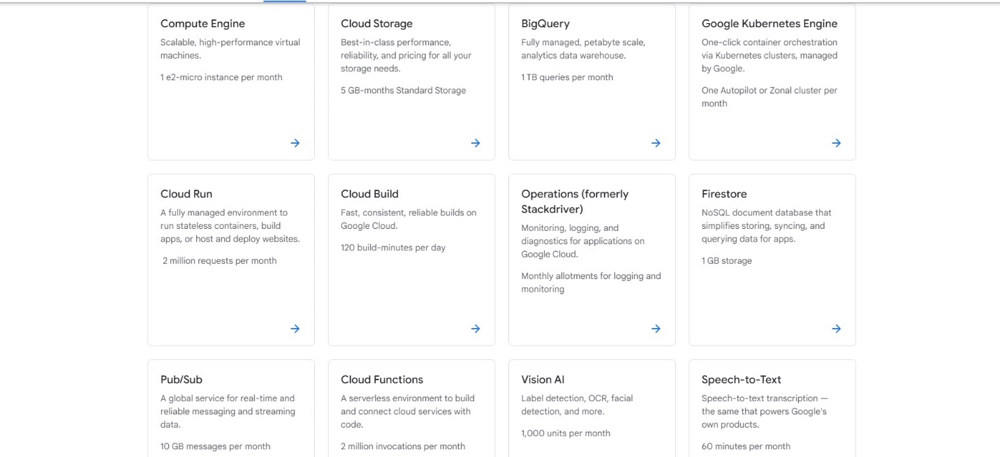 Compute Engine
Scalable, high-performance virtual
machines.
1 e2-micro instance per month
Cloud Storage
Best-in-class performance,
reliability, and pricing for all your
storage needs.
5 GB-months Standard Storage
BigQuery
Fully managed, petabyte scale,
analytics data warehouse.
1 TB queries per month
Google Kubernetes Engine
One-click container orchestration
via Kubernetes clusters, managed
by Google.
One Autopilot or Zonal cluster per
month
Cloud Run
A fully managed environment to
run stateless containers, build
apps, or host and deploy websites.
2 million requests per month
Cloud Build
Fast, consistent, reliable builds on
Google Cloud.
120 build-minutes per day
Operations (formerly
Stackdriver)
Monitoring, logging, and
diagnostics for applications on
Google Cloud.
Monthly allotments for logging and
monitoring
Firestore
NoSQL document database that
simplifies storing, syncing, and
querying data for apps.
1 GB storage
Pub/Sub
A global service for real-time and
reliable messaging and streaming
data.
10 GB messages per month
Cloud Functions
A serverless environment to build
and connect cloud services with
code.
2 million invocations per month
Vision AI
Label detection, OCR, facial
detection, and more.
1,000 units per month
Speech-to-Text
Speech-to-text transcription —
the same that powers Google's
own products.
60 minutes per month